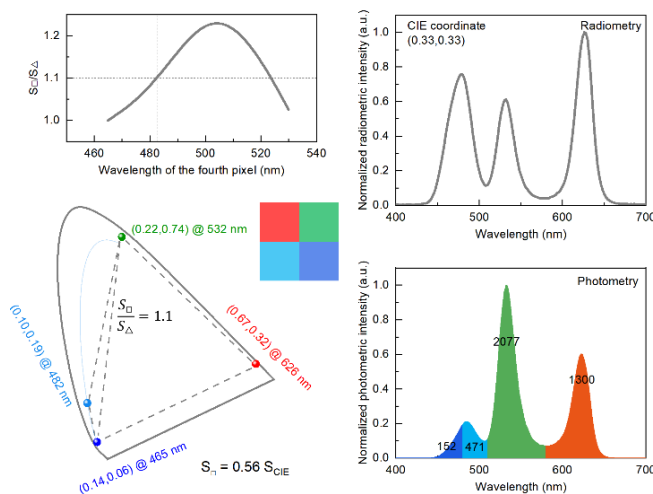 S□/S△
1.2
1.1
1.0
460 480 500 520 540
Wavelength of the fourth pixel (nm)
(0.22,0.74) @ 532 nm
(0.10,0.19) @ 482 nm
S□/S△ = 1.1
(0.67,0.32) @ 626 nm
(0.14,0.06) @ 465 nm
S□ = 0.56 S_CIE
Normalized radiometric intensity (a.u.)
CIE coordinate
(0.33,0.33)
Radiometry
1.0
0.8
0.6
0.4
0.2
0.0
400 500 600 700
Wavelength (nm)
Normalized photometric intensity (a.u.)
Photometry
1.0
0.8
0.6
0.4
0.2
0.0
152
471
2077
1300
400 500 600 700
Wavelength (nm)